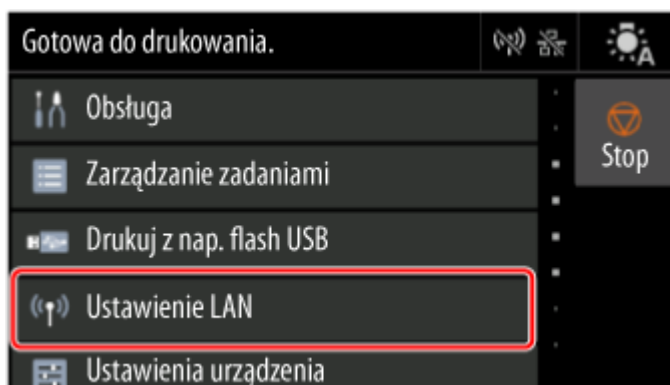 Gotowa do drukowania.
A
Obsługa
Stop
Zarządzanie zadaniami
Drukuj z nap. flash USB
Ustawienie LAN
Ustawienia urządzenia